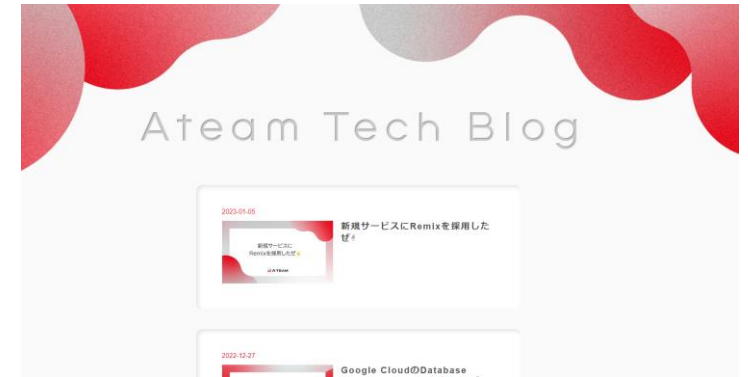 Ateam Tech Blog
2023-01-05
新規サービスに
Remixを採用したぜ✌
ATEAM
新規サービスにRemixを採用した
ぜ✌
2022-12-27
Google CloudのDatabase